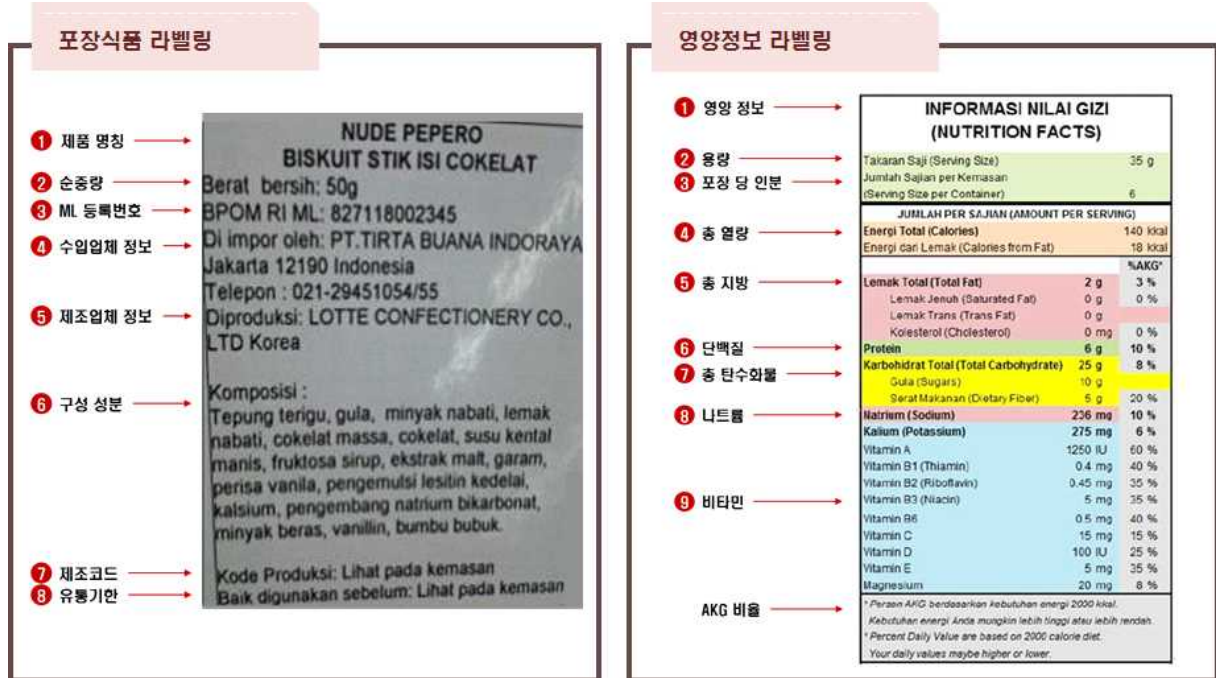 포장식품 라벨링
1 제품 명칭
2 순중량
3 ML 등록번호
4 수입업체 정보
5 제조업체 정보
6 구성 성분
7 제조코드
8 유통기한
NUDE PEPERO
BISKUIT STIK ISI COKELAT
Berat bersih: 50g
BPOM RI ML: 827118002345
Di impor oleh: PT.TIRTA BUANA INDORAYA
Jakarta 12190 Indonesia
Telepon : 021-29451054/55
Diproduksi: LOTTE CONFECTIONERY CO.,
LTD Korea
Komposisi :
Tepung terigu, gula, minyak nabati, lemak
nabati, cokelat massa, cokelat, susu kental
manis, fruktosa sirup, ekstrak malt, garam,
perisa vanila, pengemulsi lesitin kedelai,
kalsium, pengembang natrium bikarbonat,
minyak beras, vanillin, bumbu bubuk.
Kode Produksi: Lihat pada kemasan
Baik digunakan sebelum: Lihat pada kemasan
영양정보 라벨링
1 영양 정보
2 용량
3 포장 당 인분
4 총 열량
5 총 지방
6 단백질
7 총 탄수화물
8 나트륨
9 비타민
AKG 비율
INFORMASI NILAI GIZI
(NUTRITION FACTS)
Takaran Saji (Serving Size) 35 g
Jumlah Sajian per Kemasan
(Serving Size per Container) 6
JUMLAH PER SAJIAN (AMOUNT PER SERVING)
Energi Total (Calories) 140 kkal
Energi dari Lemak (Calories from Fat) 18 kkal
%AKG*
Lemak Total (Total Fat) 2 g 3 %
Lemak Jenuh (Saturated Fat) 0 g 0 %
Lemak Trans (Trans Fat) 0 g
Kolesterol (Cholesterol) 0 mg 0 %
Protein 6 g 10 %
Karbohidrat Total (Total Carbohydrate) 25 g 8 %
Gula (Sugars) 10 g
Serat Makanan (Dietary Fiber) 5 g 20 %
Natrium (Sodium) 236 mg 10 %
Kalium (Potassium) 275 mg 6 %
Vitamin A 1250 IU 60 %
Vitamin B1 (Thiamin) 0.4 mg 40 %
Vitamin B2 (Riboflavin) 0.45 mg 35 %
Vitamin B3 (Niacin) 5 mg 35 %
Vitamin B6 0.5 mg 40 %
Vitamin C 15 mg 15 %
Vitamin D 100 IU 25 %
Vitamin E 5 mg 35 %
Magnesium 20 mg 8 %
* Persen AKG berdasarkan kebutuhan energi 2000 kkal.
Kebutuhan energi Anda mungkin lebih tinggi atau lebih rendah.
* Percent Daily Value are based on 2000 calorie diet.
Your daily values maybe higher or lower.